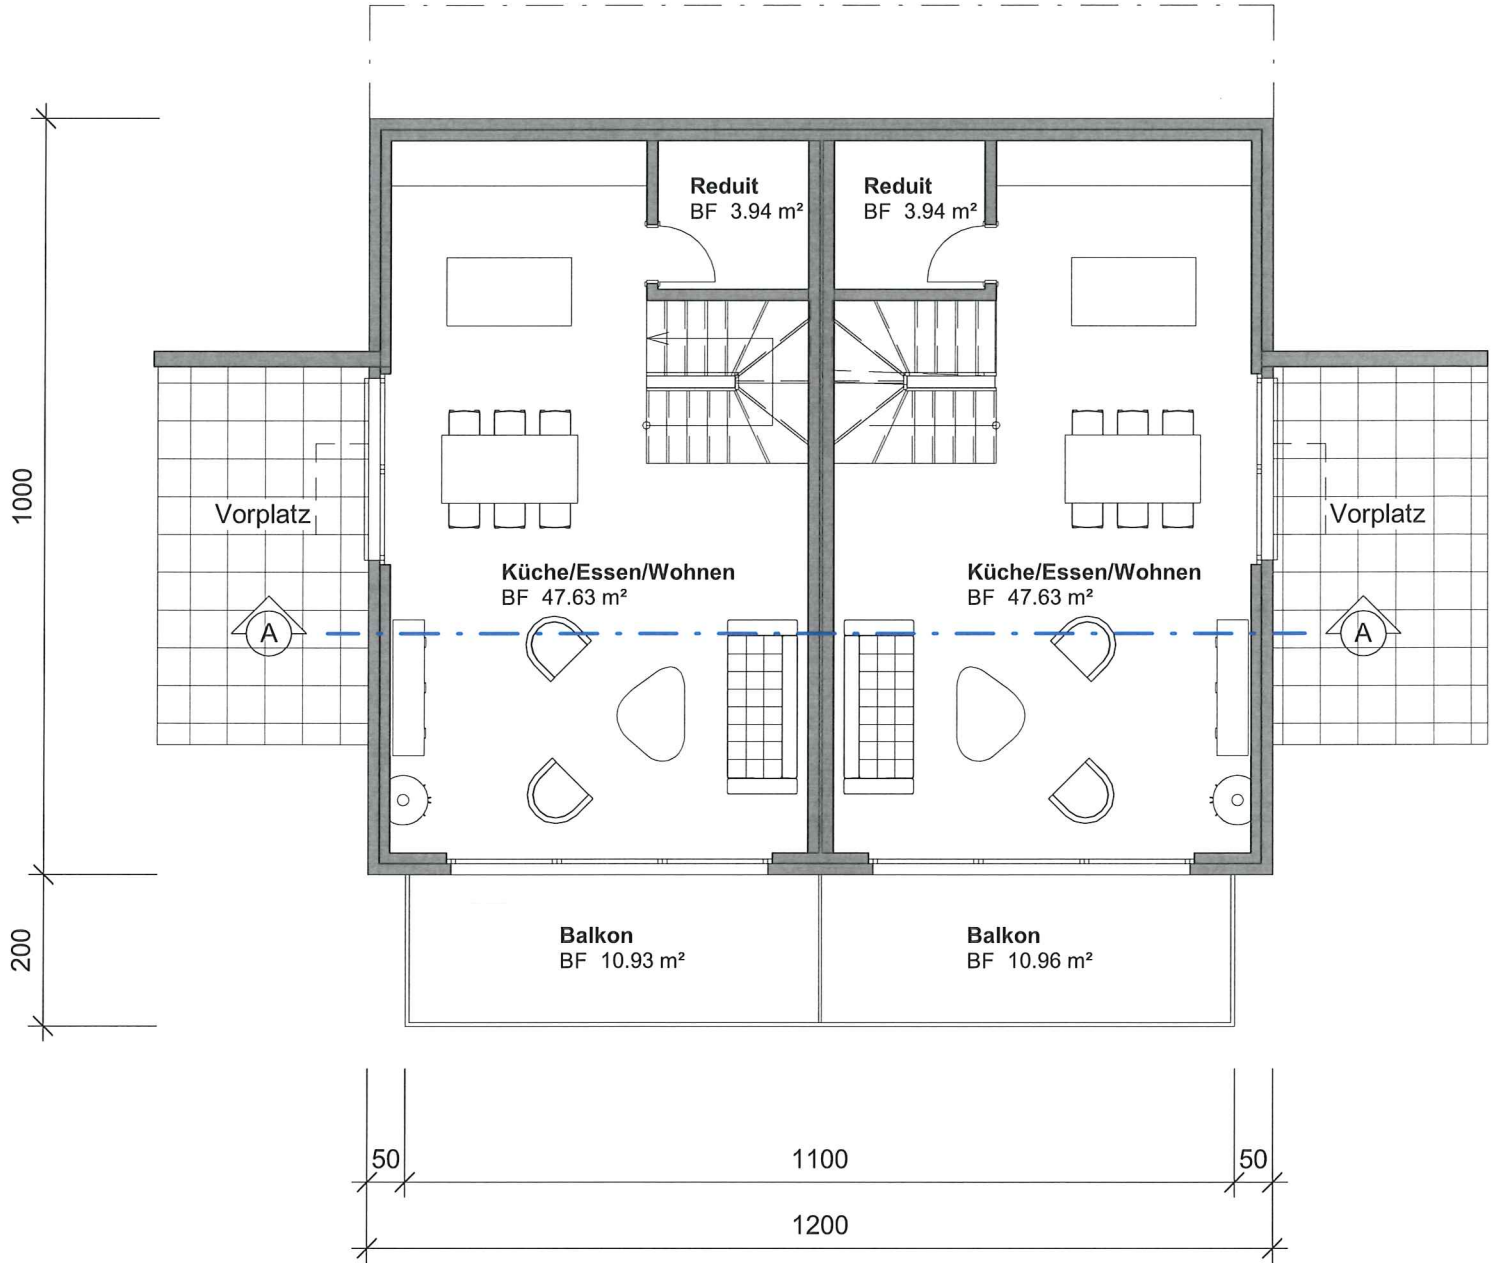 Reduit
BF 3.94 m²
Reduit
BF 3.94 m²
1000
Vorplatz
Vorplatz
Küche/Essen/Wohnen
BF 47.63 m²
Küche/Essen/Wohnen
BF 47.63 m²
A
A
200
Balkon
BF 10.93 m²
Balkon
BF 10.96 m²
50
1100
50
1200